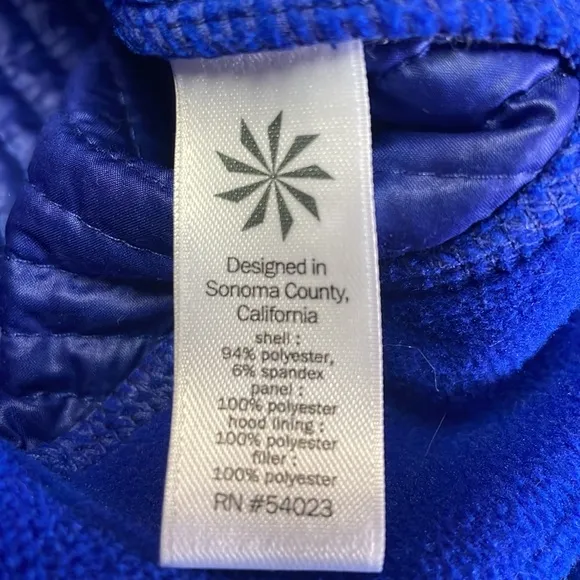 Designed in
Sonoma County,
California
shell :
94% polyester,
6% spandex
panel :
100% polyester
hood lining :
100% polyester
filler :
100% polyester
RN #54023